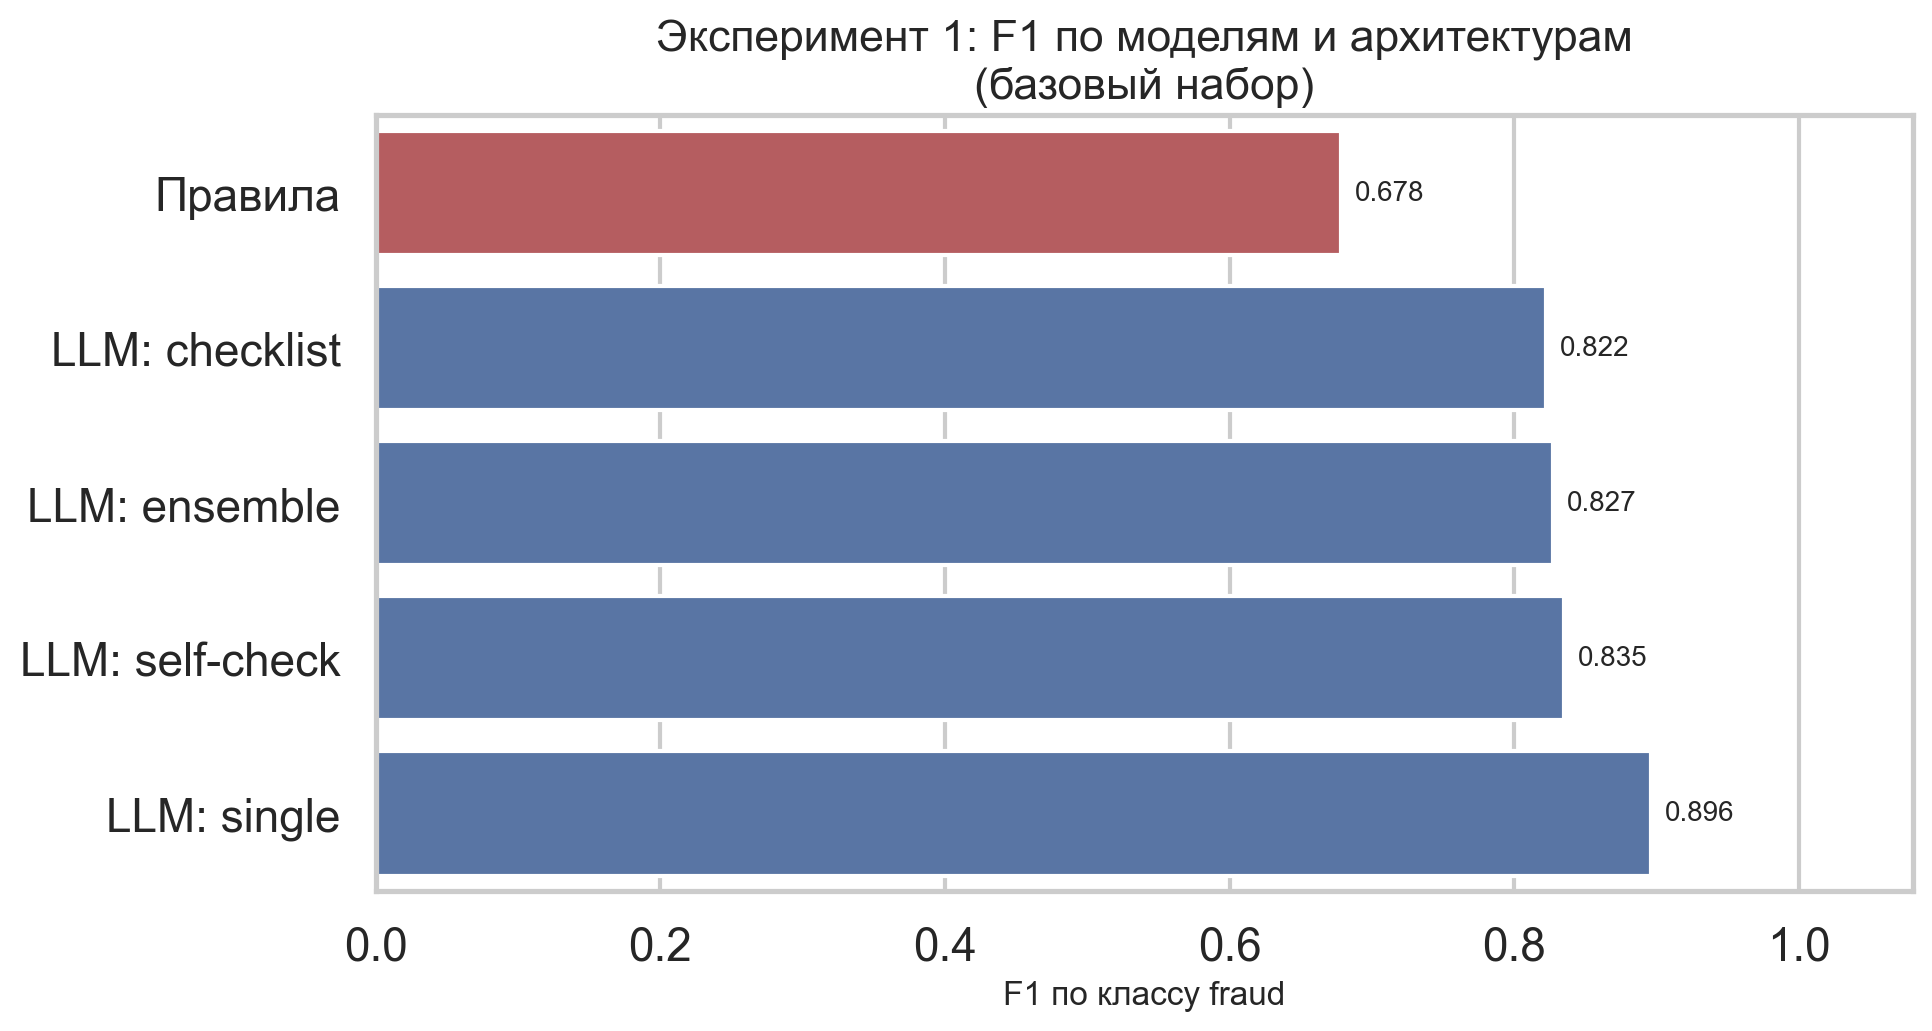 Эксперимент 1: F1 по моделям и архитектурам
(базовый набор)
Правила
0.678
LLM: checklist
0.822
LLM: ensemble
0.827
LLM: self-check
0.835
LLM: single
0.896
0.0 0.2 0.4 0.6 0.8 1.0
F1 по классу fraud